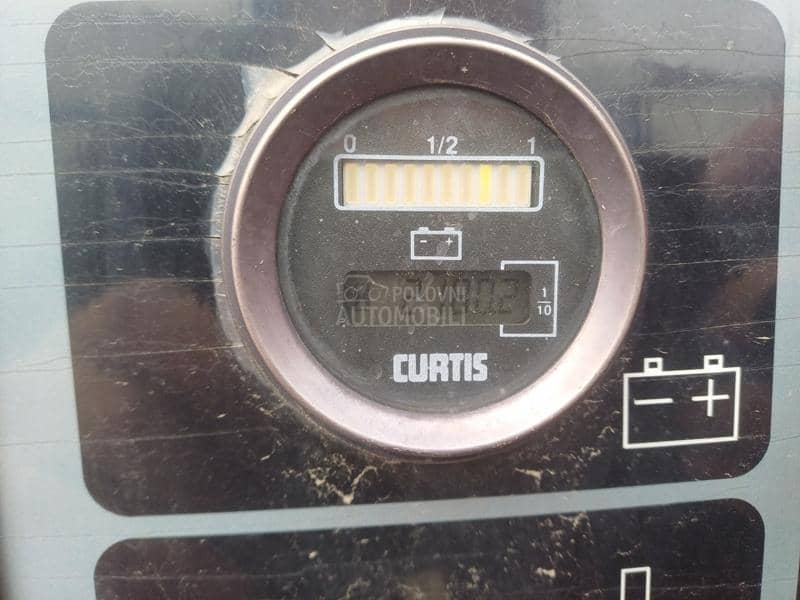 0 1/2 1
- +
POLOVNI
AUTOMOBILI
1
10
CURTIS
- +